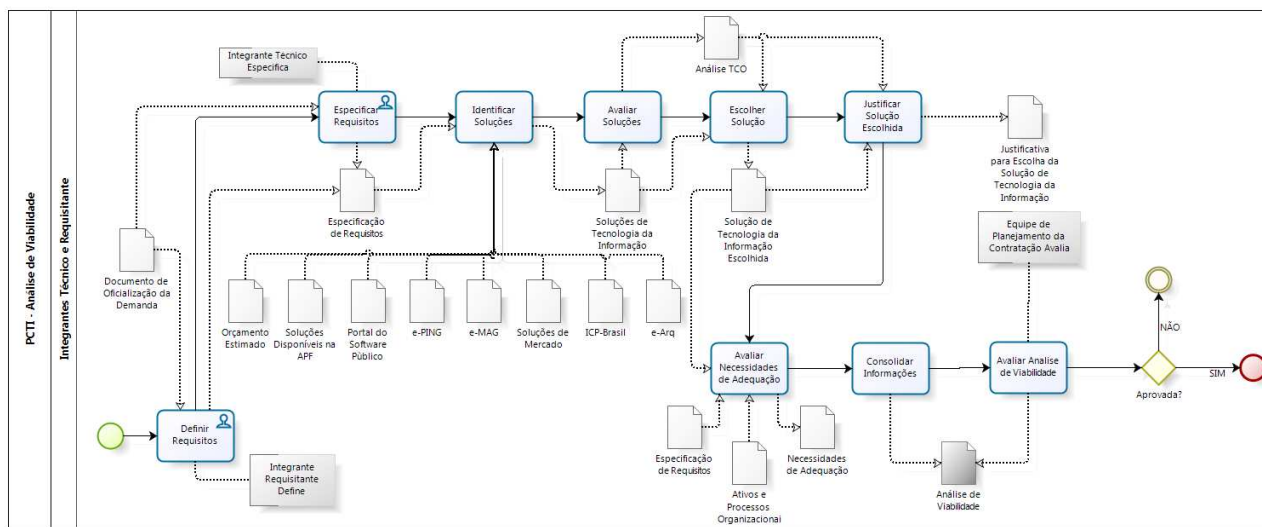 PCTI - Análise de Viabilidade
Integrantes Técnico e Requisitante
Integrante Técnico
Especifica
Especificar
Requisitos
Identificar
Soluções
Avaliar
Soluções
Análise TCO
Escolher
Solução
Justificar
Solução
Escolhida
Justificativa
para Escolha da
Solução de
Tecnologia da
Informação
Especificação
de Requisitos
Soluções de
Tecnologia da
Informação
Solução de
Tecnologia da
Informação
Escolhida
Equipe de
Planejamento da
Contratação Avalia
Documento de
Oficialização da
Demanda
Orçamento
Estimado
Soluções
Disponíveis na
APF
Portal do
Software
Público
e-PING
e-MAG
Soluções de
Mercado
ICP-Brasil
e-Arq
NÃO
Avaliar
Necessidades
de Adequação
Consolidar
Informações
Avaliar Analise
de Viabilidade
SIM
Aprovada?
Definir
Requisitos
Integrante
Requisitante
Define
Especificação
de Requisitos
Ativos e
Processos
Organizacional
Necessidades
de Adequação
Análise de
Viabilidade